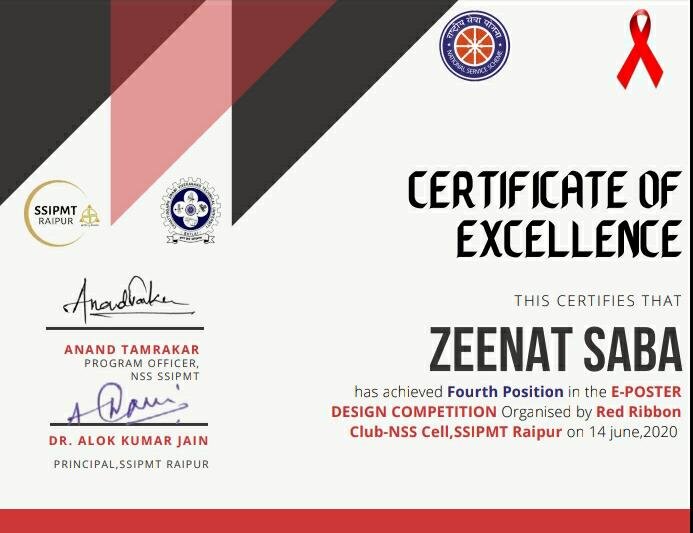 राष्ट्रीय सेवा योजना
NATIONAL SERVICE SCHEME
SSIPMT
RAIPUR
BHILAI
CERTIFICATE OF
EXCELLENCE
THIS CERTIFIES THAT
ZEENAT SABA
has achieved Fourth Position in the E-POSTER
DESIGN COMPETITION Organised by Red Ribbon
Club-NSS Cell,SSIPMT Raipur on 14 june,2020
ANAND TAMRAKAR
PROGRAM OFFICER,
NSS SSIPMT
DR. ALOK KUMAR JAIN
PRINCIPAL,SSIPMT RAIPUR